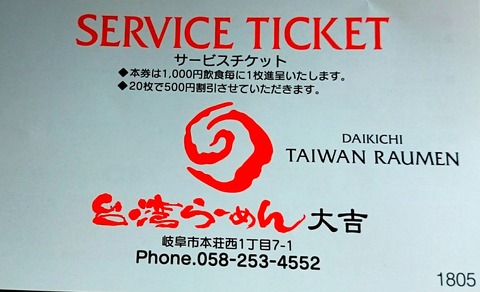 SERVICE TICKET
サービスチケット
◆本券は1,000円飲食毎に1枚進呈いたします。
◆20枚で500円割引させていただきます。
DAIKICHI
TAIWAN RAUMEN
台湾らーめん 大吉
岐阜市本荘西1丁目7-1
Phone.058-253-4552
1805